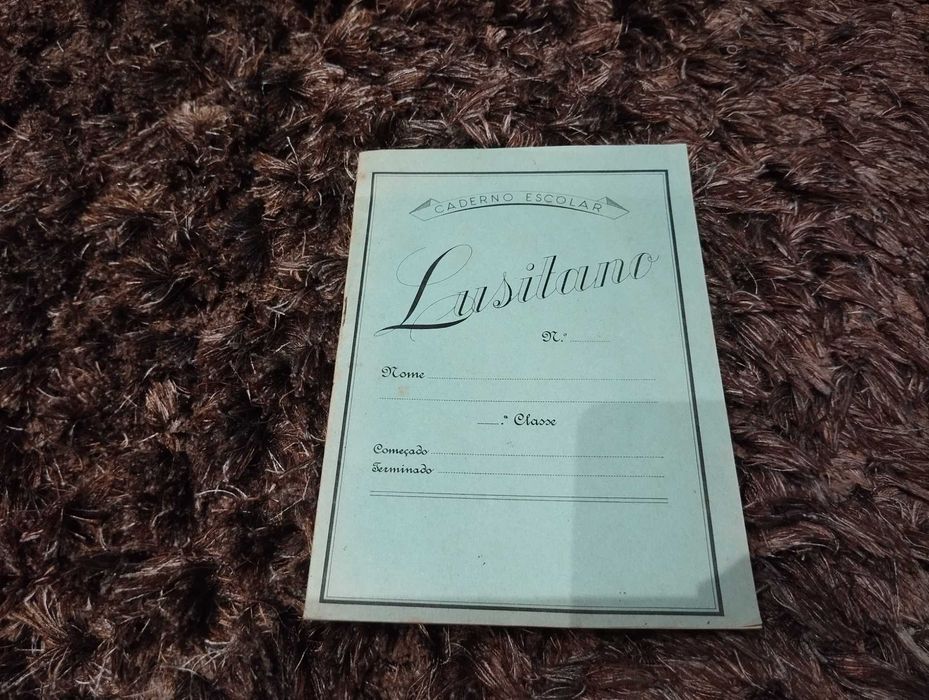 CADERNO ESCOLAR
Lusitano
N.º
Nome
.ª Classe
Começado
Terminado